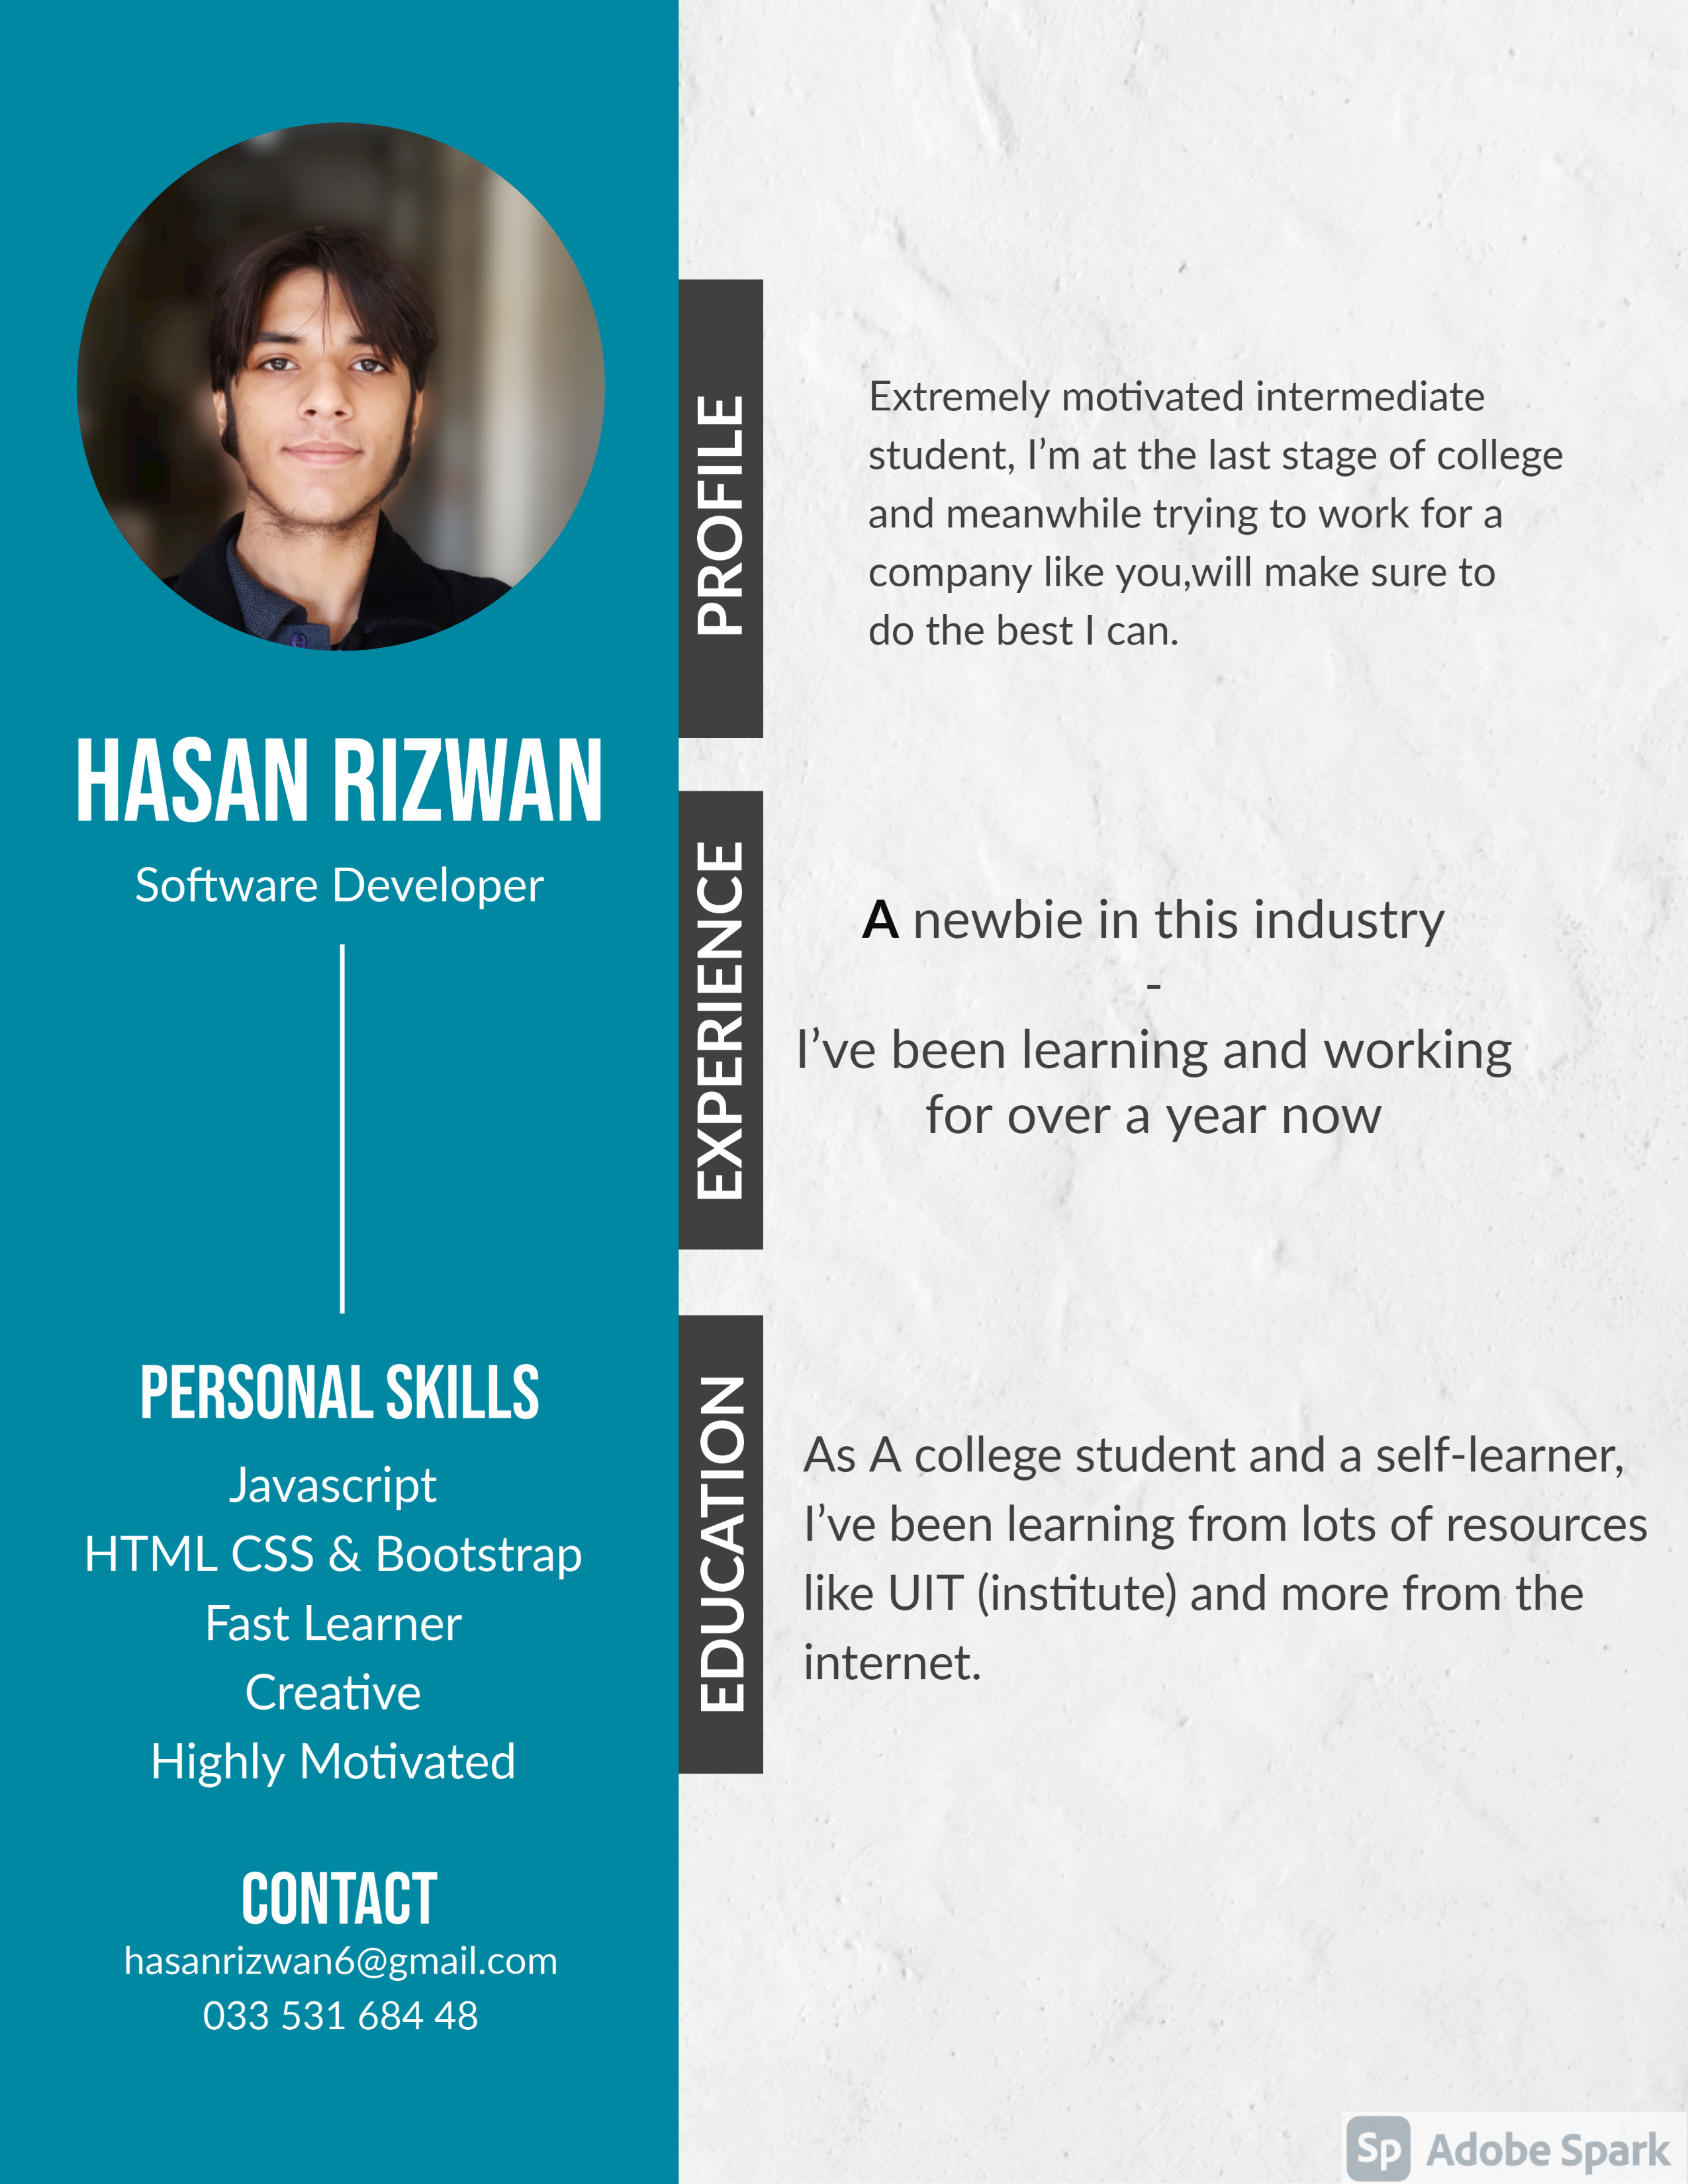 HASAN RIZWAN
Software Developer
PERSONAL SKILLS
Javascript
HTML CSS & Bootstrap
Fast Learner
Creative
Highly Motivated
CONTACT
hasanrizwan6@gmail.com
033 531 684 48
PROFILE
Extremely motivated intermediate
student, I’m at the last stage of college
and meanwhile trying to work for a
company like you,will make sure to
do the best I can.
EXPERIENCE
A newbie in this industry
-
I’ve been learning and working
for over a year now
EDUCATION
As A college student and a self-learner,
I’ve been learning from lots of resources
like UIT (institute) and more from the
internet.
Sp Adobe Spark